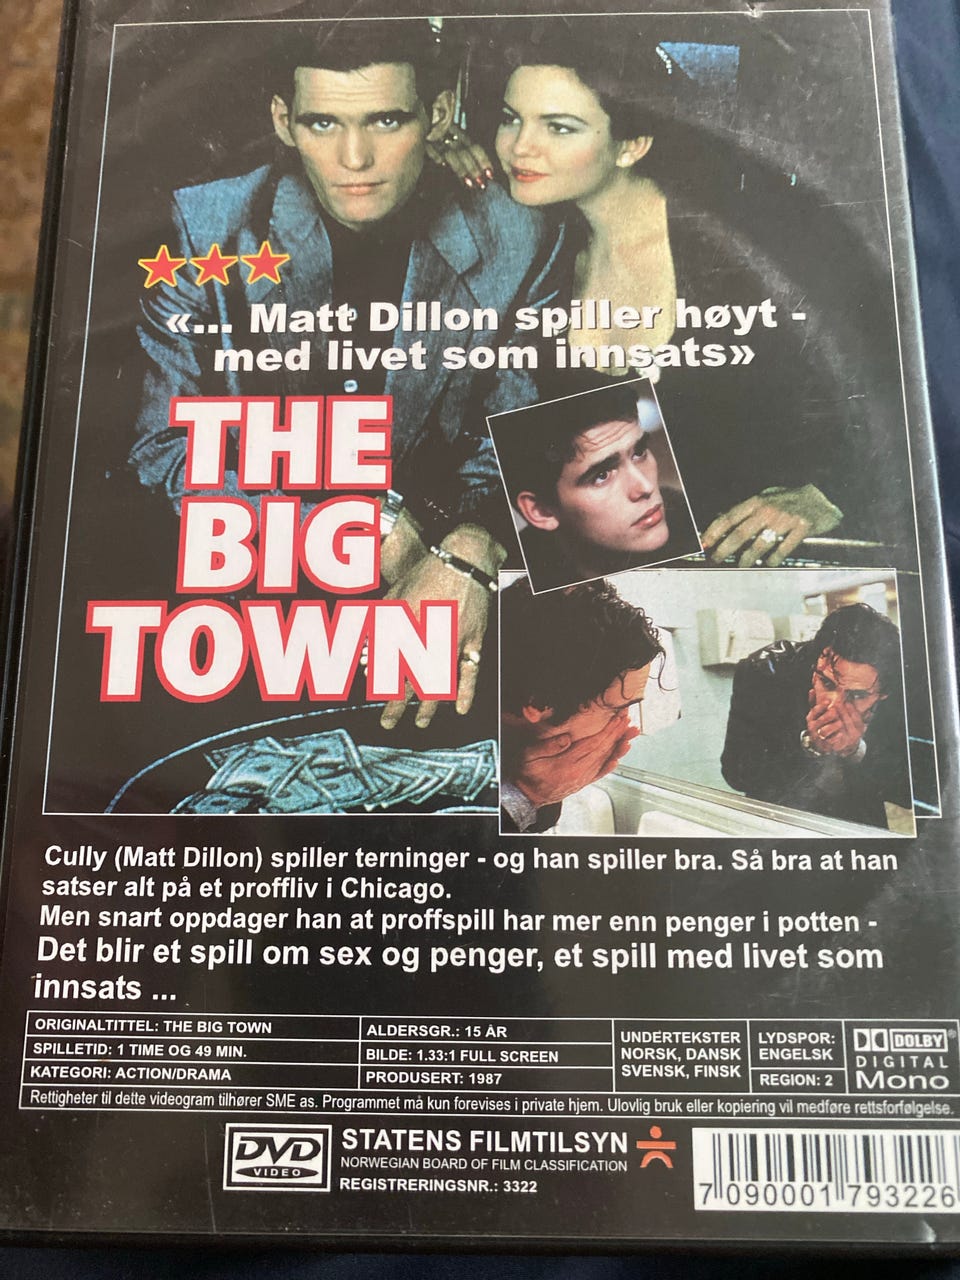 «... Matt Dillon spiller høyt -
med livet som innsats»
THE
BIG
TOWN
Cully (Matt Dillon) spiller terninger - og han spiller bra. Så bra at han
satser alt på et proffliv i Chicago.
Men snart oppdager han at proffspill har mer enn penger i potten -
Det blir et spill om sex og penger, et spill med livet som
innsats ...
ORIGINALTITTEL: THE BIG TOWN
SPILLETID: 1 TIME OG 49 MIN.
KATEGORI: ACTION/DRAMA
ALDERSGR.: 15 ÅR
BILDE: 1.33:1 FULL SCREEN
PRODUSERT: 1987
UNDERTEKSTER
NORSK, DANSK
SVENSK, FINSK
LYDSPOR:
ENGELSK
REGION: 2
DOLBY®
DIGITAL
Mono
Rettigheter til dette videogram tilhører SME as. Programmet må kun forevises i private hjem. Ulovlig bruk eller kopiering vil medføre rettsforfølgelse.
DVD
VIDEO
STATENS FILMTILSYN
NORWEGIAN BOARD OF FILM CLASSIFICATION
REGISTRERINGSNR.: 3322
7 090001 793226